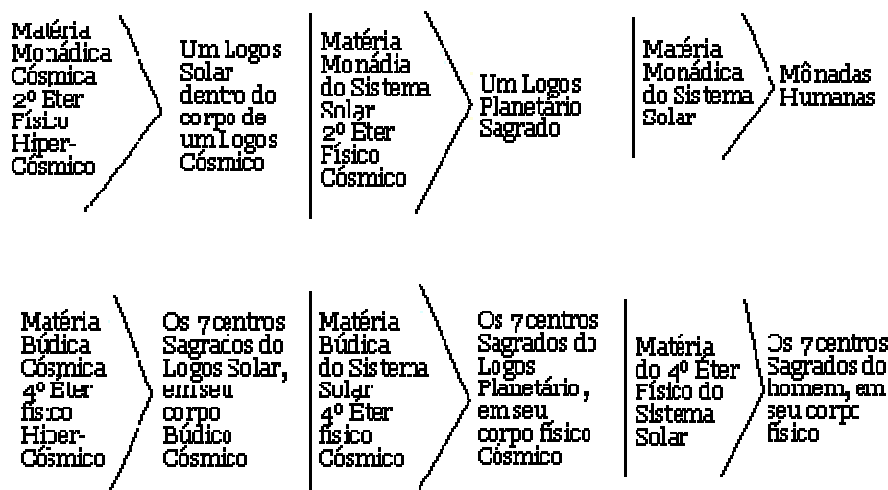 Matéria
Monádica
Cósmica
2º Eter
Físico
Hiper-
Cósmico
Um Logos
Solar
dentro do
corpo de
um Logos
Cósmico
Matéria
Monádia
do Sistema
Solar
2º Éter
Físico
Cósmico
Um Logos
Planetário
Sagrado
Matéria
Monádica
do Sistema
Solar
Mônadas
Humanas
Matéria
Búdica
Cósmica
4º Éter
físico
Hiper-
Cósmico
Os 7 centros
Sagrados do
Logos Solar,
em seu
corpo
Búdico
Cósmico
Matéria
Búdica
do Sistema
Solar
4º Éter
físico
Cósmico
Os 7 centros
Sagrados do
Logos
Planetário,
em seu
corpo físico
Cósmico
Matéria
do 4º Éter
Físico do
Sistema
Solar
Os 7 centros
Sagrados do
homem, em
seu corpo
físico